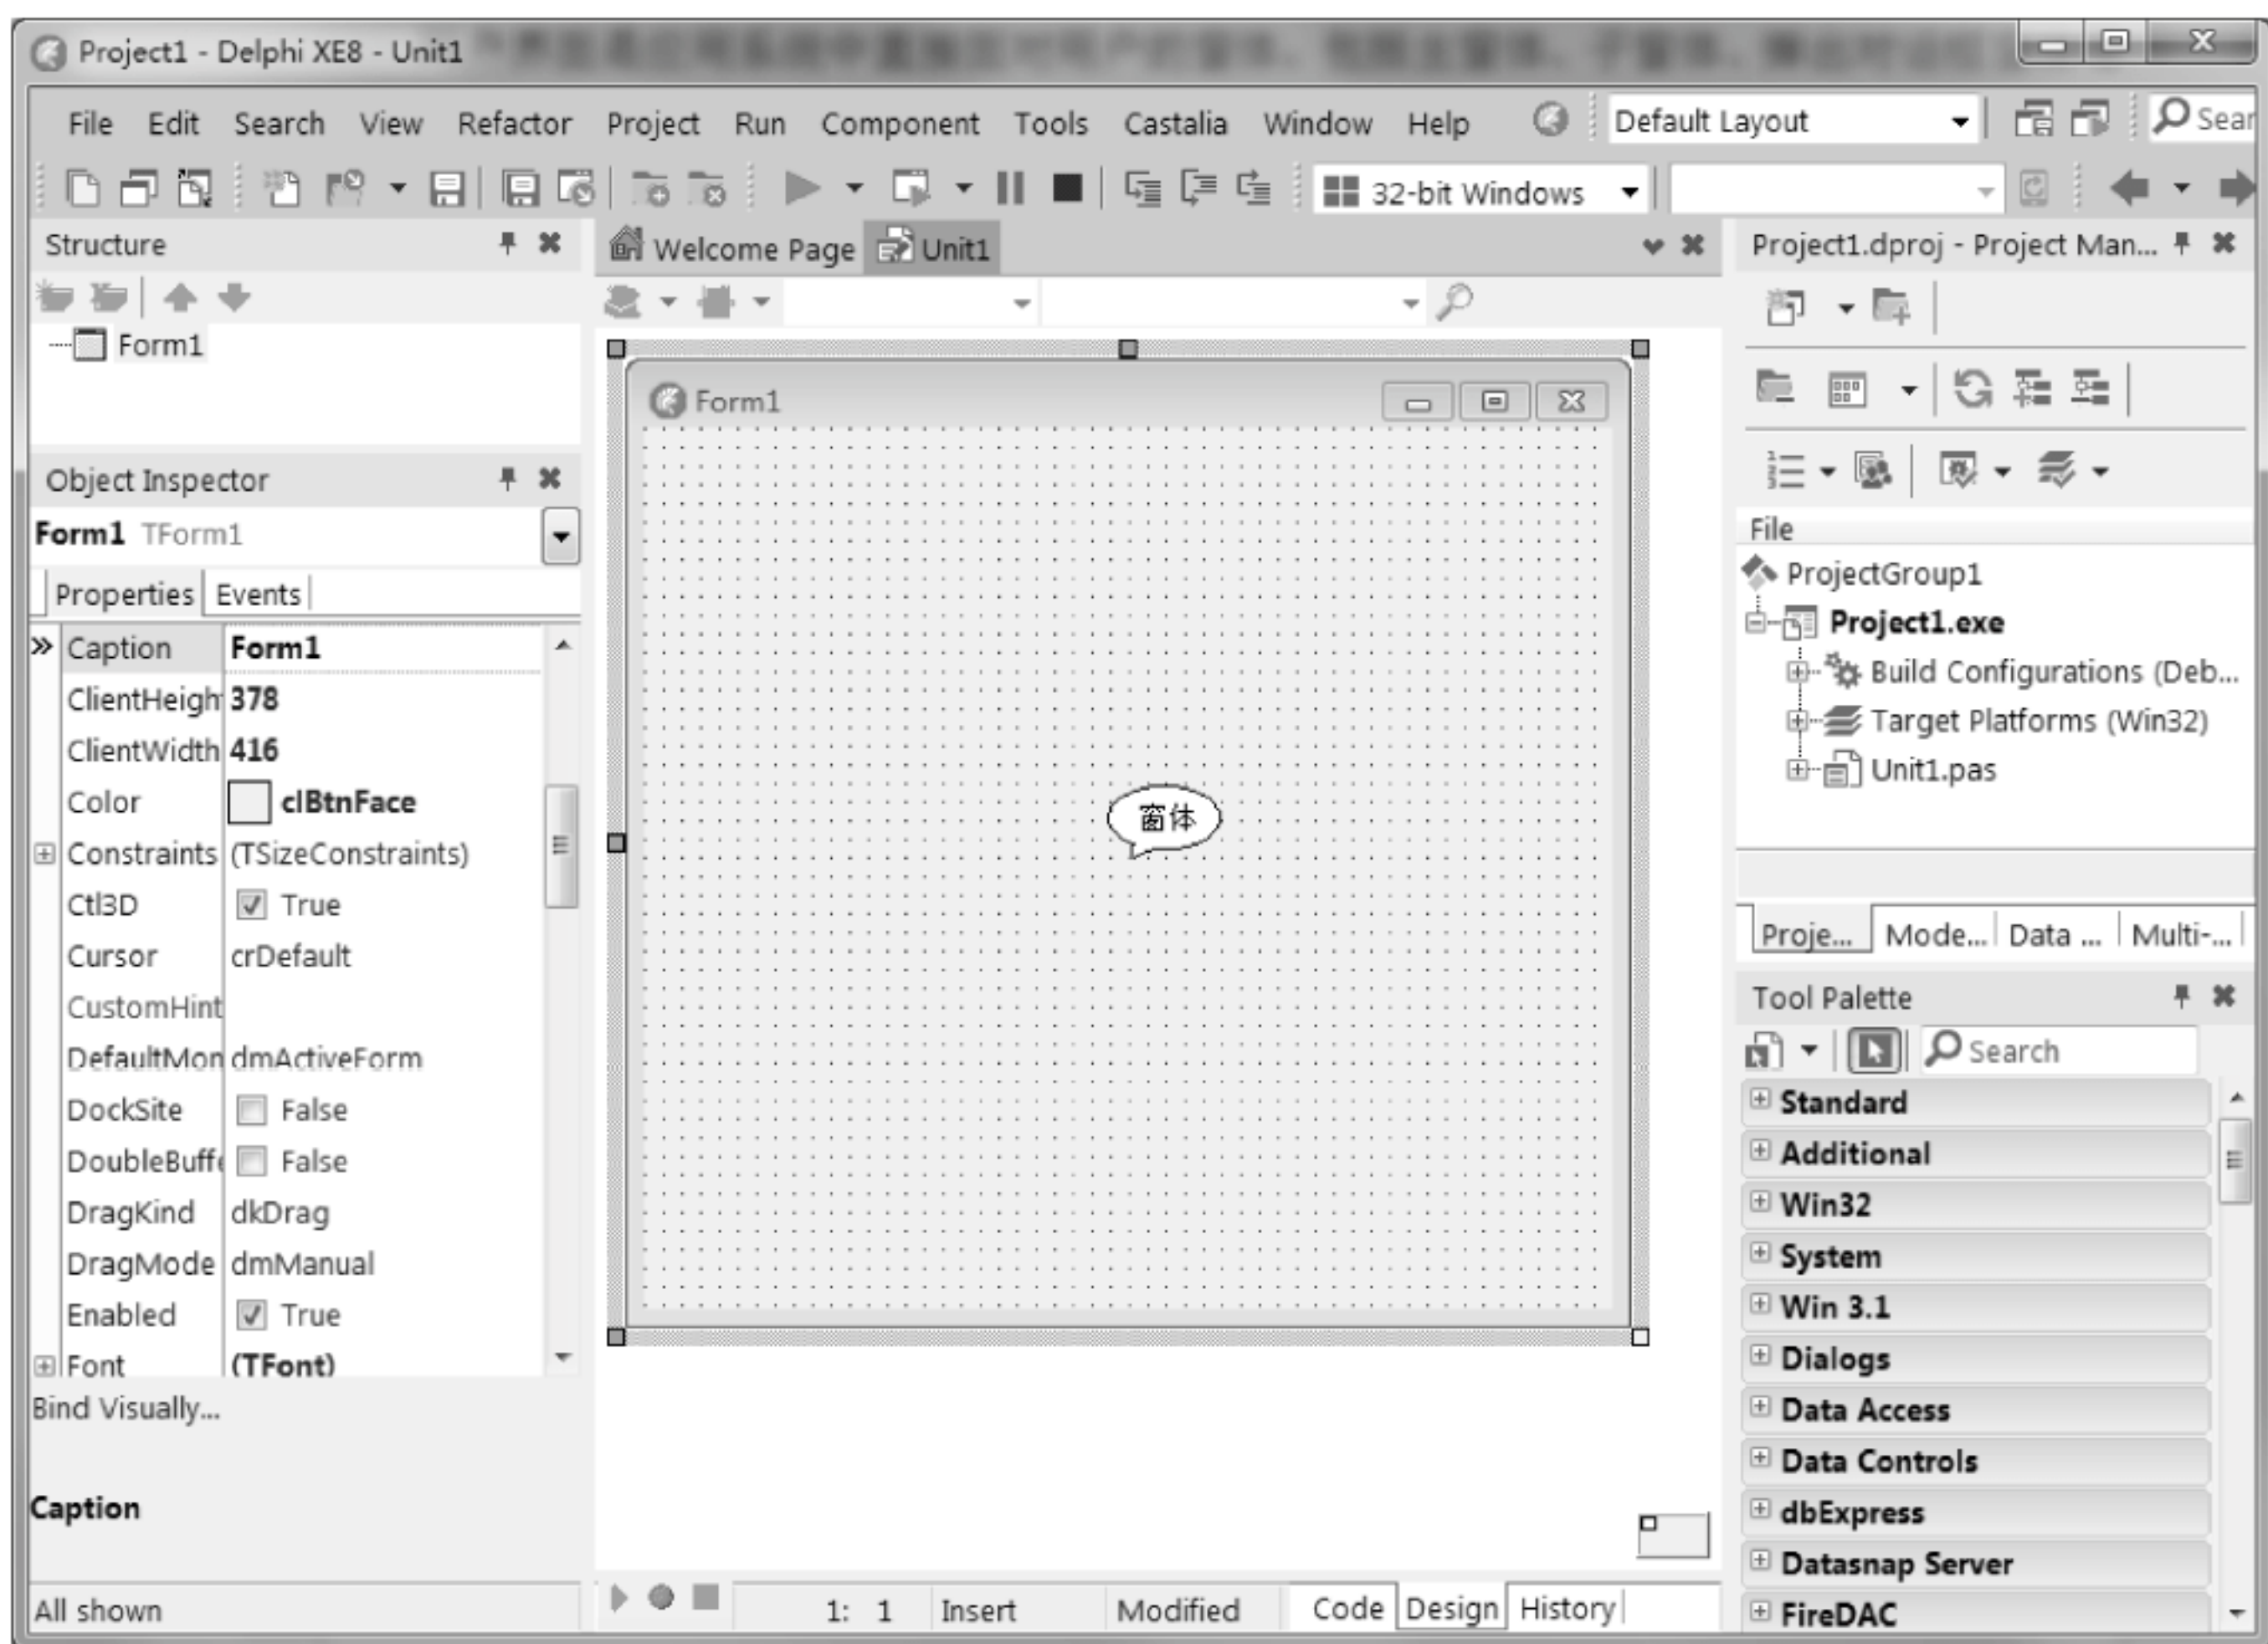 Project1 - Delphi XE8 - Unit1
File Edit Search View Refactor Project Run Component Tools Castalia Window Help Default Layout Sear
32-bit Windows
Structure
Form1
Object Inspector
Form1 TForm1
Properties Events
Caption Form1
ClientHeigh 378
ClientWidth 416
Color clBtnFace
Constraints (TSizeConstraints)
Ctl3D True
Cursor crDefault
CustomHint
DefaultMon dmActiveForm
DockSite False
DoubleBuffe False
DragKind dkDrag
DragMode dmManual
Enabled True
Font (TFont)
Bind Visually...
Caption
All shown
Welcome Page Unit1
Form1
窗体
1: 1 Insert Modified Code Design History
Project1.dproj - Project Man...
File
ProjectGroup1
Project1.exe
Build Configurations (Deb...
Target Platforms (Win32)
Unit1.pas
Proje... Mode... Data ... Multi-...
Tool Palette
Search
Standard
Additional
Win32
System
Win 3.1
Dialogs
Data Access
Data Controls
dbExpress
Datasnap Server
FireDAC